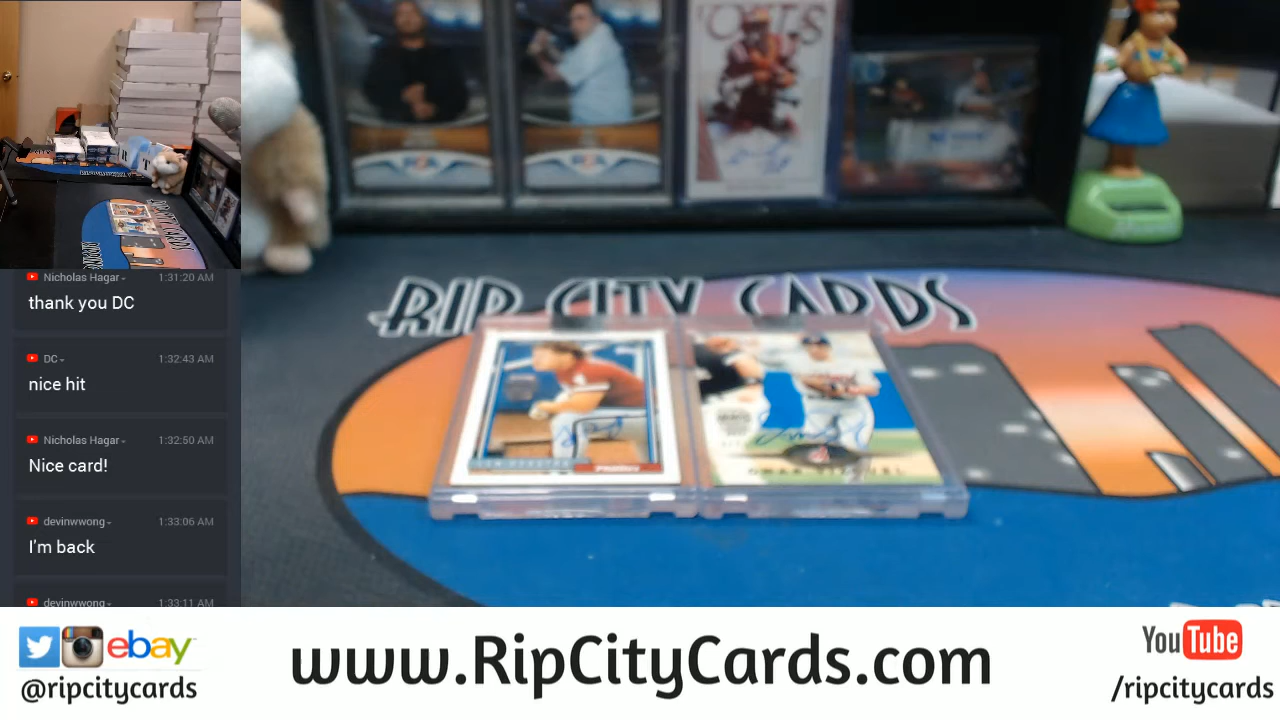 Nicholas Hagar
1:31:20 AM
thank you DC
DC
1:32:43 AM
nice hit
Nicholas Hagar
1:32:50 AM
Nice card!
devinwwong
1:33:06 AM
I'm back
devinwwong
1:33:11 AM
RIP CITY CARDS
PHILLIES
ebay
@ripcitycards
www.RipCityCards.com
YouTube
/ripcitycards